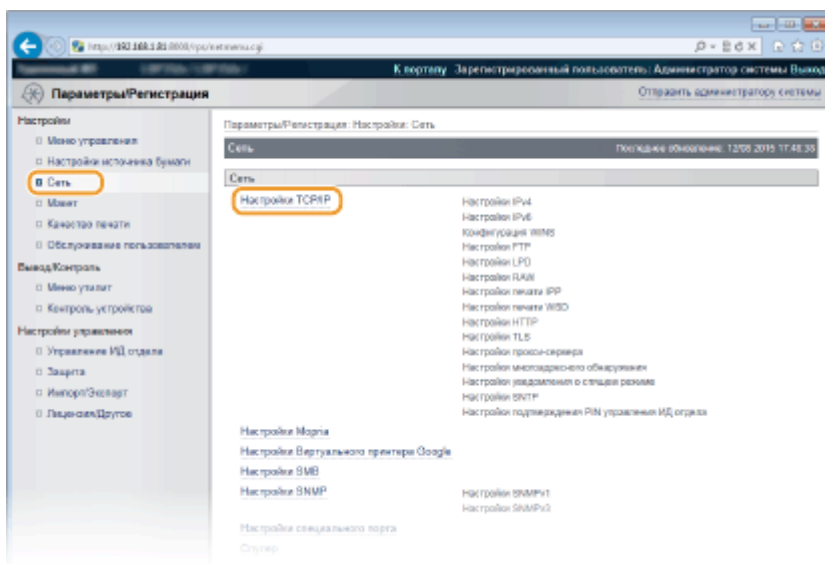 К порталу Зарегистрированный пользователь: Администратор системы Выход
Параметры/Регистрация
Отправить администратору системы
Настройки
Меню управления
Настройки источника бумаги
Сеть
Макет
Качество печати
Обслуживание пользователем
Вывод/Контроль
Меню утилит
Контроль устройства
Настройки управления
Управление ИД отдела
Защита
Импорт/Экспорт
Лицензия/Другое
Параметры/Регистрация: Настройки: Сеть
Сеть
Последнее обновление: 2015 17:48:38
Сеть
Настройки TCP/IP
Настройки IPv4
Настройки IPv6
Конфигурация WINS
Настройки FTP
Настройки LPD
Настройки RAW
Настройки печати IPP
Настройки печати WSD
Настройки HTTP
Настройки TLS
Настройки прокси-сервера
Настройки многоадресного обнаружения
Настройки уведомления о спящем режиме
Настройки SNTP
Настройки подтверждения PIN управления ИД отдела
Настройки Mopria
Настройки Виртуального принтера Google
Настройки SMB
Настройки SNMP
Настройки SNMPv1
Настройки SNMPv3
Настройки специального порта
Спулер